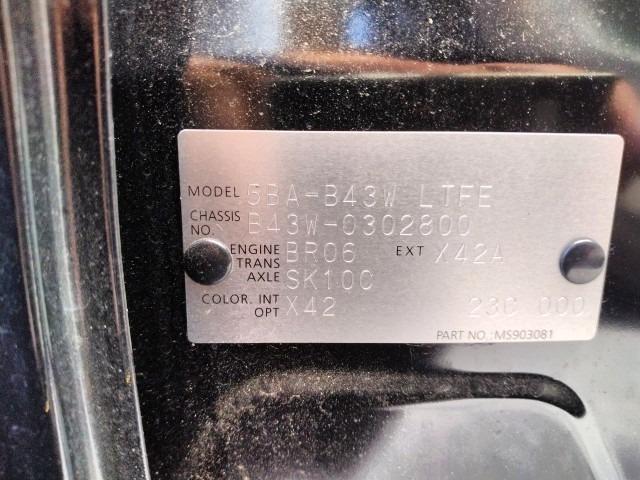 MODEL 5BA-B43W LTFE
CHASSIS NO. B43W-0302800
ENGINE BR06 EXT X42A
TRANS AXLE SK10C
COLOR. INT OPT X42 23C 000
PART NO.:MS903081